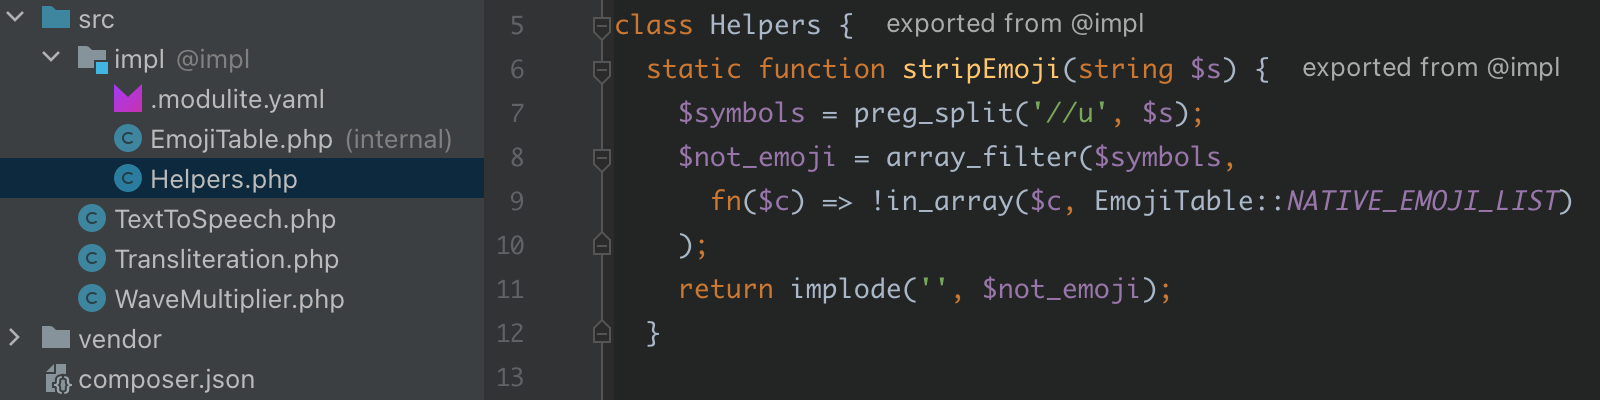 src
impl @impl
.modulite.yaml
EmojiTable.php (internal)
Helpers.php
TextToSpeech.php
Transliteration.php
WaveMultiplier.php
vendor
composer.json
5 class Helpers { exported from @impl
6 static function stripEmoji(string $s) { exported from @impl
7 $symbols = preg_split('//u', $s);
8 $not_emoji = array_filter($symbols,
9 fn($c) => !in_array($c, EmojiTable::NATIVE_EMOJI_LIST)
10 );
11 return implode('', $not_emoji);
12 }
13